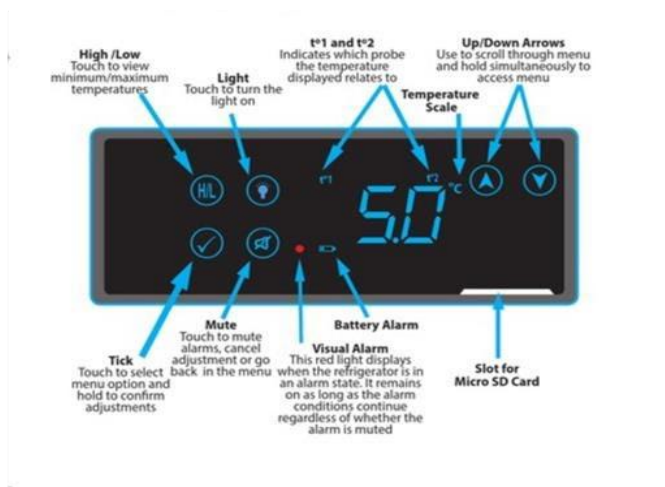 High /Low
Touch to view
minimum/maximum
temperatures
Light
Touch to turn the
light on
tº1 and tº2
Indicates which probe
the temperature
displayed relates to
Temperature
Scale
Up/Down Arrows
Use to scroll through menu
and hold simultaneously to
access menu
H/L
tº1
tº2
5.0
°C
Tick
Touch to select
menu option and
hold to confirm
adjustments
Mute
Touch to mute
alarms, cancel
adjustment or go
back in the menu
Visual Alarm
This red light displays
when the refrigerator is in
an alarm state. It remains
on as long as the alarm
conditions continue
regardless of whether the
alarm is muted
Battery Alarm
Slot for
Micro SD Card